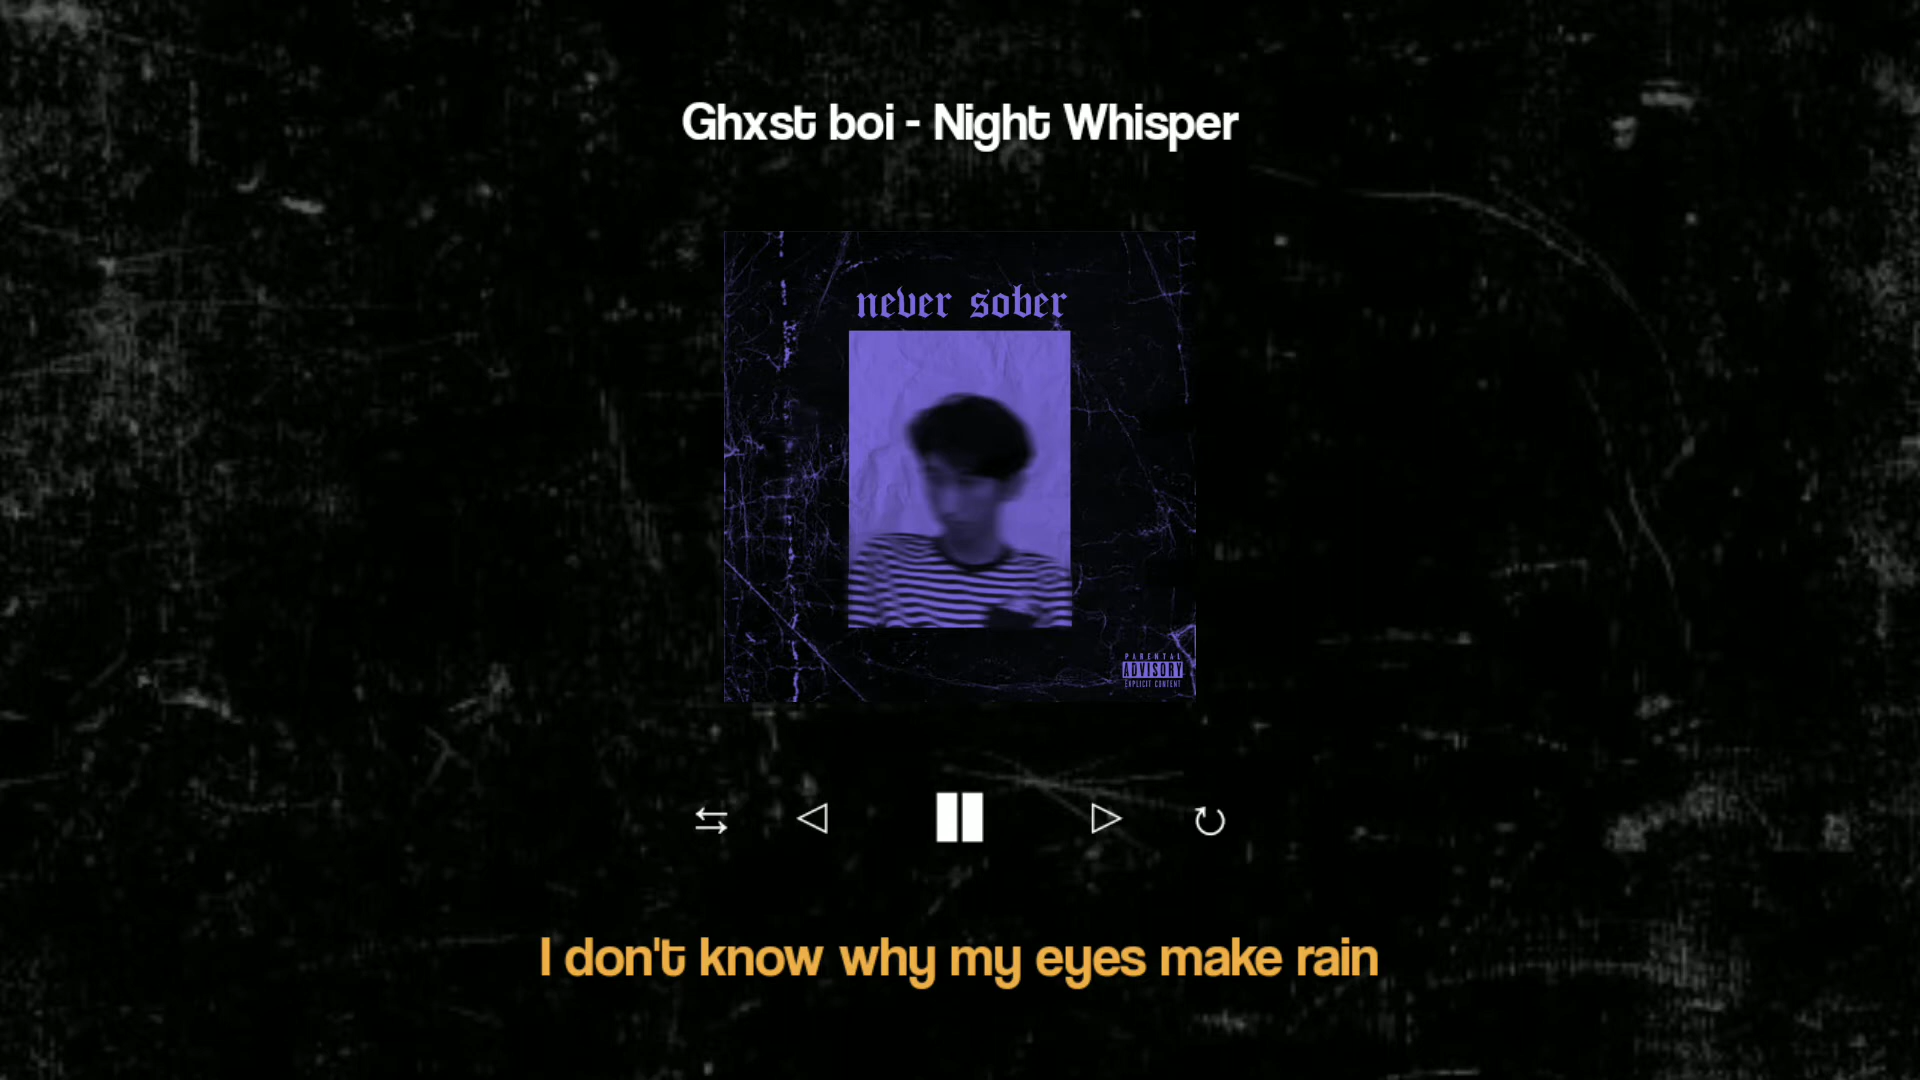 Ghxst boi - Night Whisper
never sober
PARENTAL
ADVISORY
EXPLICIT CONTENT
I don't know why my eyes make rain